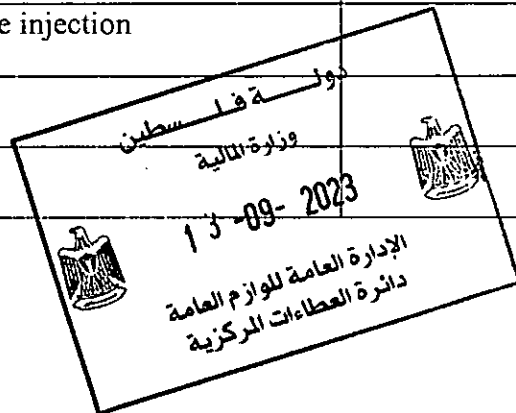 e injection
دولـــة فلـــسطين
وزارة المالية
13 -09- 2023
الإدارة العامة للوازم العامة
دائرة العطاءات المركزية